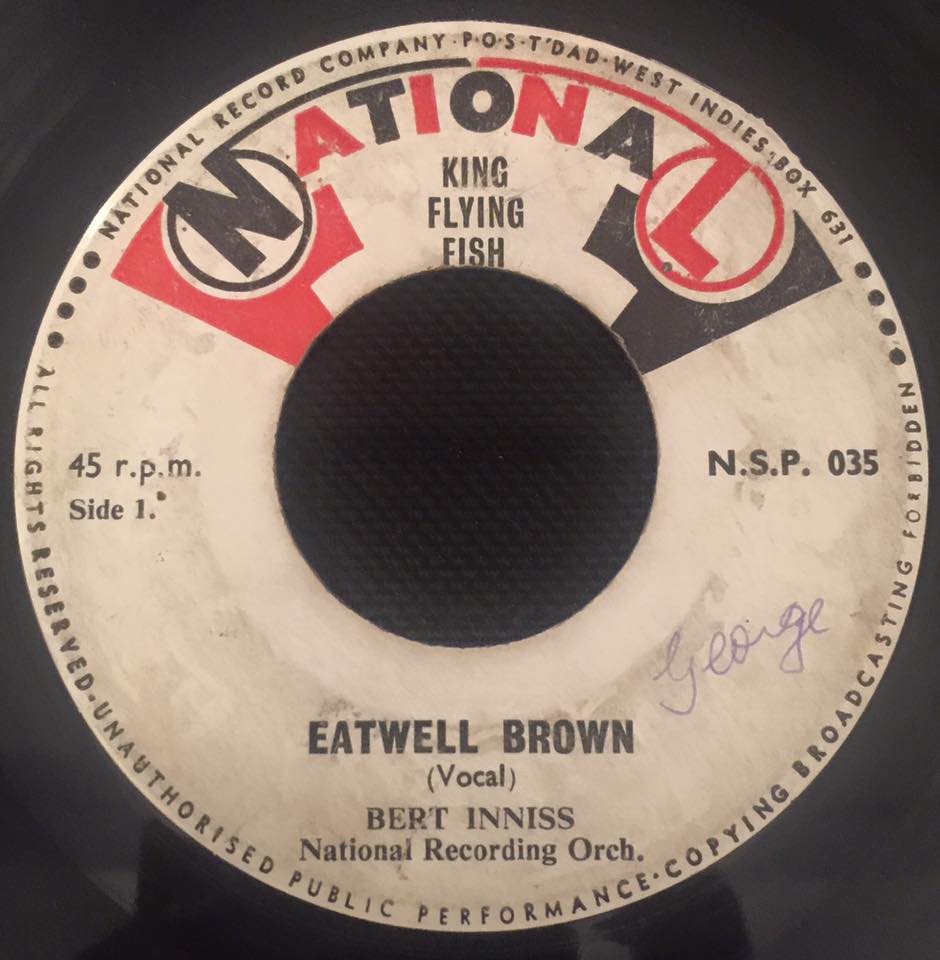 NATIONAL RECORD COMPANY · P·O·S · T'DAD · WEST INDIES · BOX 631
NATIONAL
KING
FLYING
FISH
45 r.p.m.
Side 1.
N.S.P. 035
George
EATWELL BROWN
(Vocal)
BERT INNISS
National Recording Orch.
ALL RIGHTS RESERVED · UNAUTHORISED PUBLIC PERFORMANCE · COPYING BROADCASTING FORBIDDEN